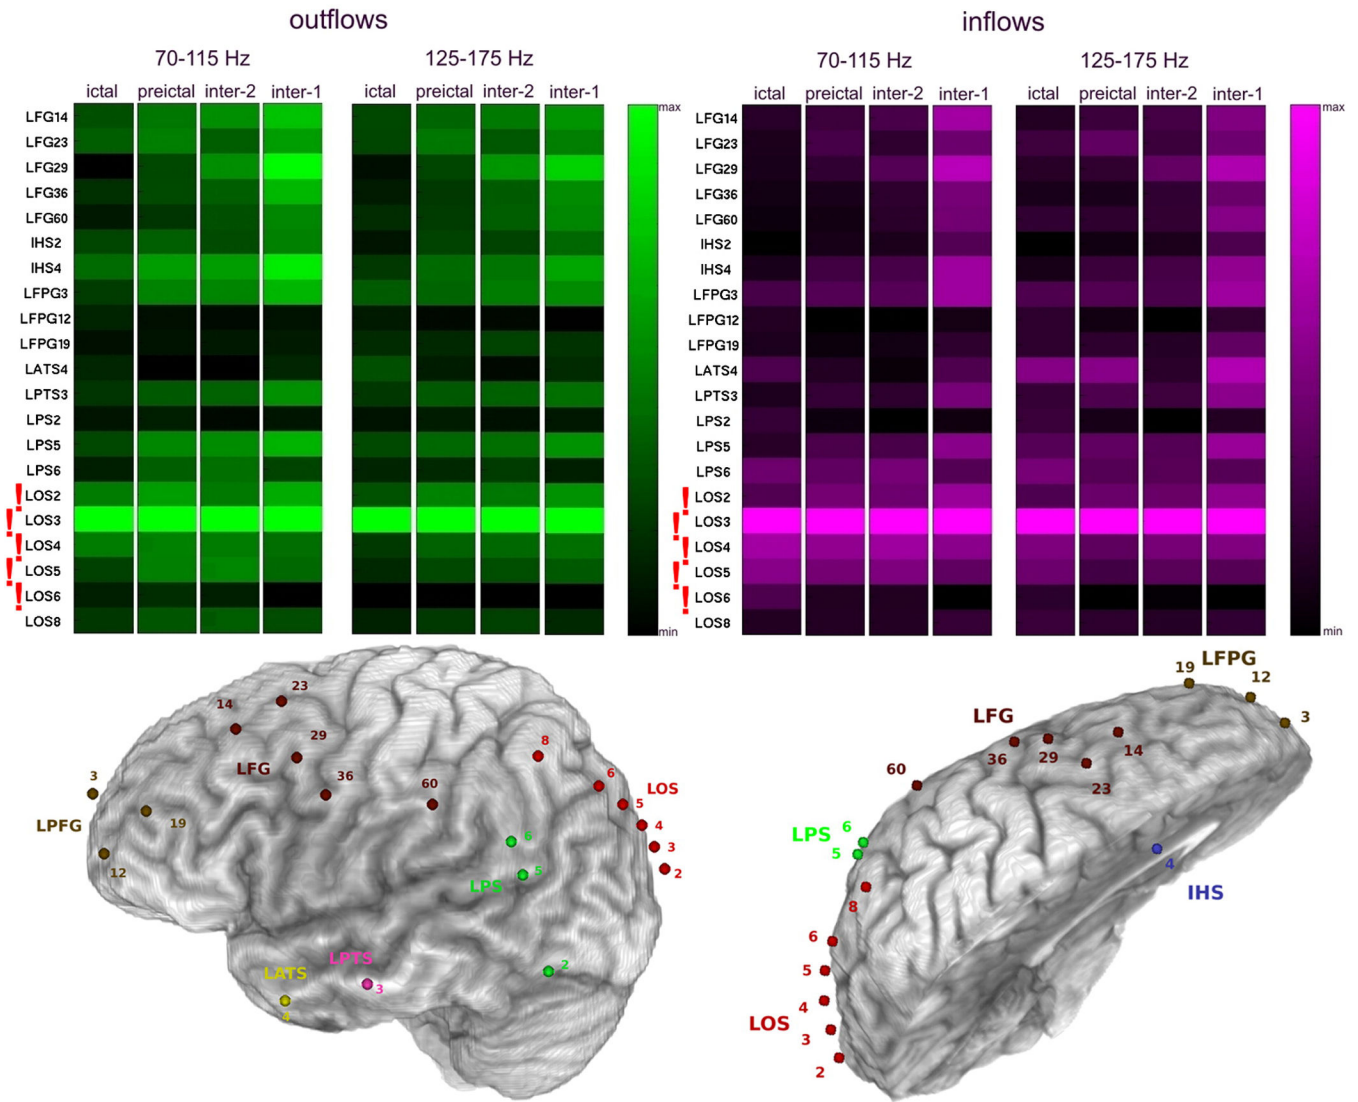 outflows
inflows
70-115 Hz
125-175 Hz
70-115 Hz
125-175 Hz
ictal preictal inter-2 inter-1
ictal preictal inter-2 inter-1
ictal preictal inter-2 inter-1
ictal preictal inter-2 inter-1
max
max
LFG14
LFG23
LFG29
LFG36
LFG60
IHS2
IHS4
LFPG3
LFPG12
LFPG19
LATS4
LPTS3
LPS2
LPS5
LPS6
! LOS2
! LOS3
! LOS4
! LOS5
! LOS6
LOS8
min
LFG14
LFG23
LFG29
LFG36
LFG60
IHS2
IHS4
LFPG3
LFPG12
LFPG19
LATS4
LPTS3
LPS2
LPS5
LPS6
! LOS2
! LOS3
! LOS4
! LOS5
! LOS6
LOS8
min
23
14
29
8
LFG
36
60
6
LOS
3
5
LPFG
19
4
6
3
12
5
2
LPS
LPTS
2
LATS
3
4
19
LFPG
12
LFG
3
36
29
14
60
23
LPS
6
5
4
8
IHS
6
5
4
LOS
3
2